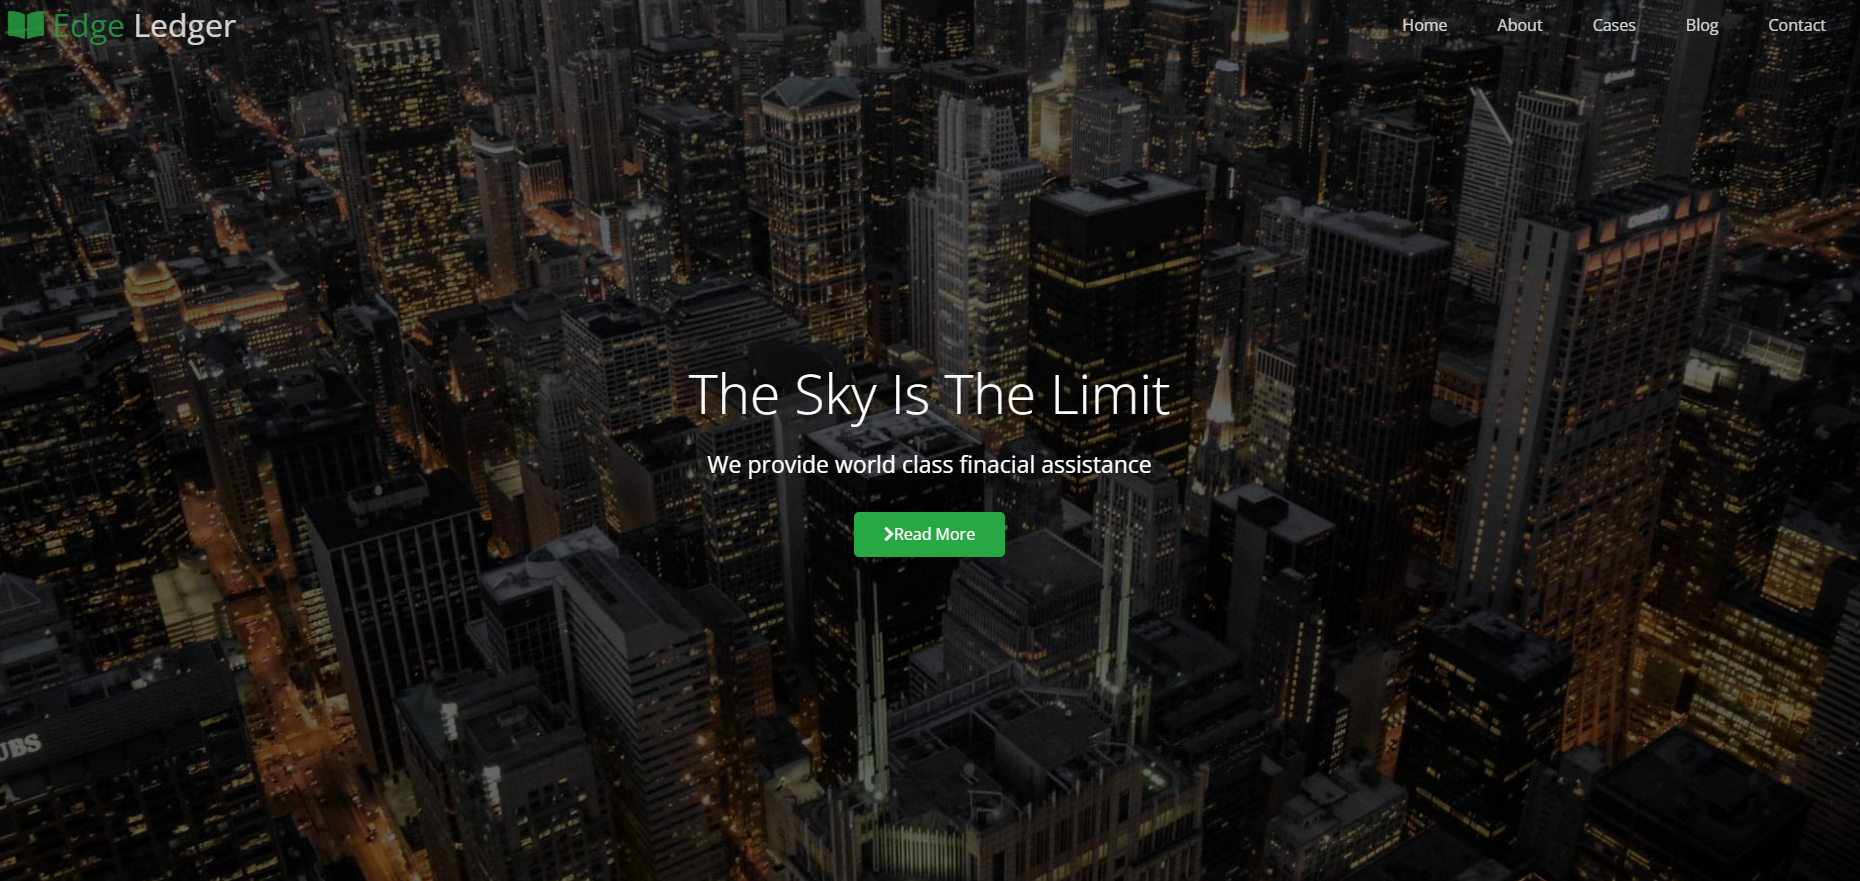 Edge Ledger
Home About Cases Blog Contact
The Sky Is The Limit
We provide world class finacial assistance
Read More